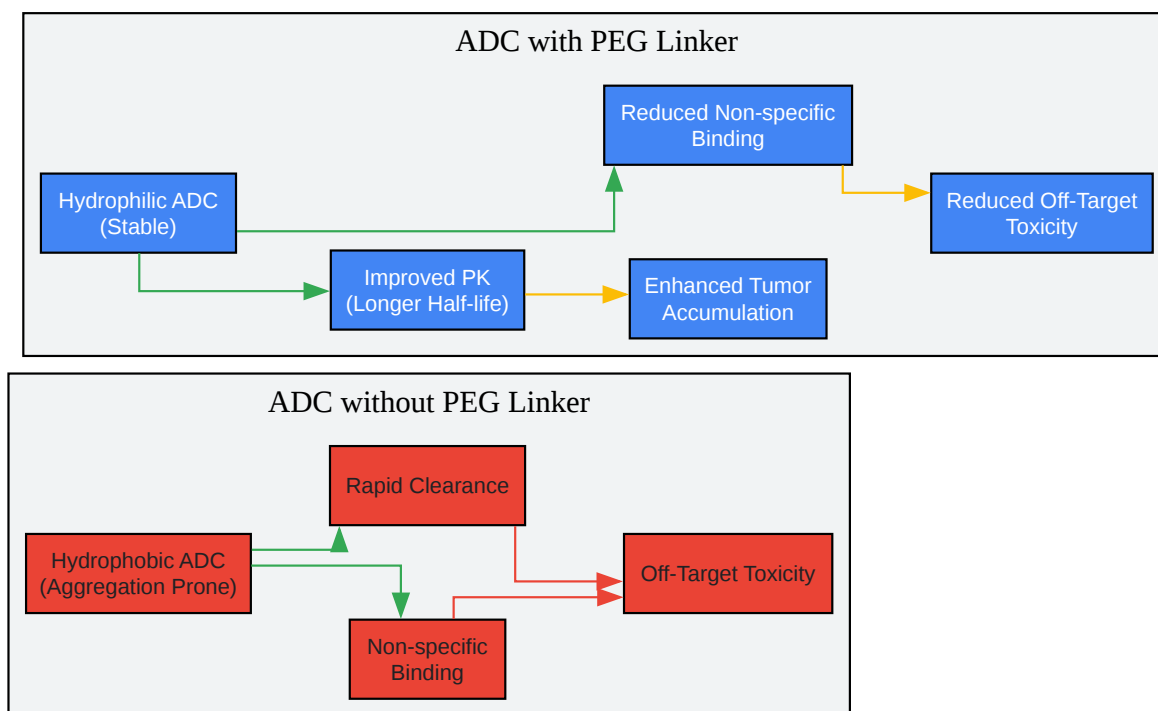 ADC with PEG Linker
Reduced Non-specific
Binding
Hydrophilic ADC
(Stable)
Reduced Off-Target
Toxicity
Improved PK
(Longer Half-life)
Enhanced Tumor
Accumulation
ADC without PEG Linker
Rapid Clearance
Hydrophobic ADC
(Aggregation Prone)
Off-Target Toxicity
Non-specific
Binding